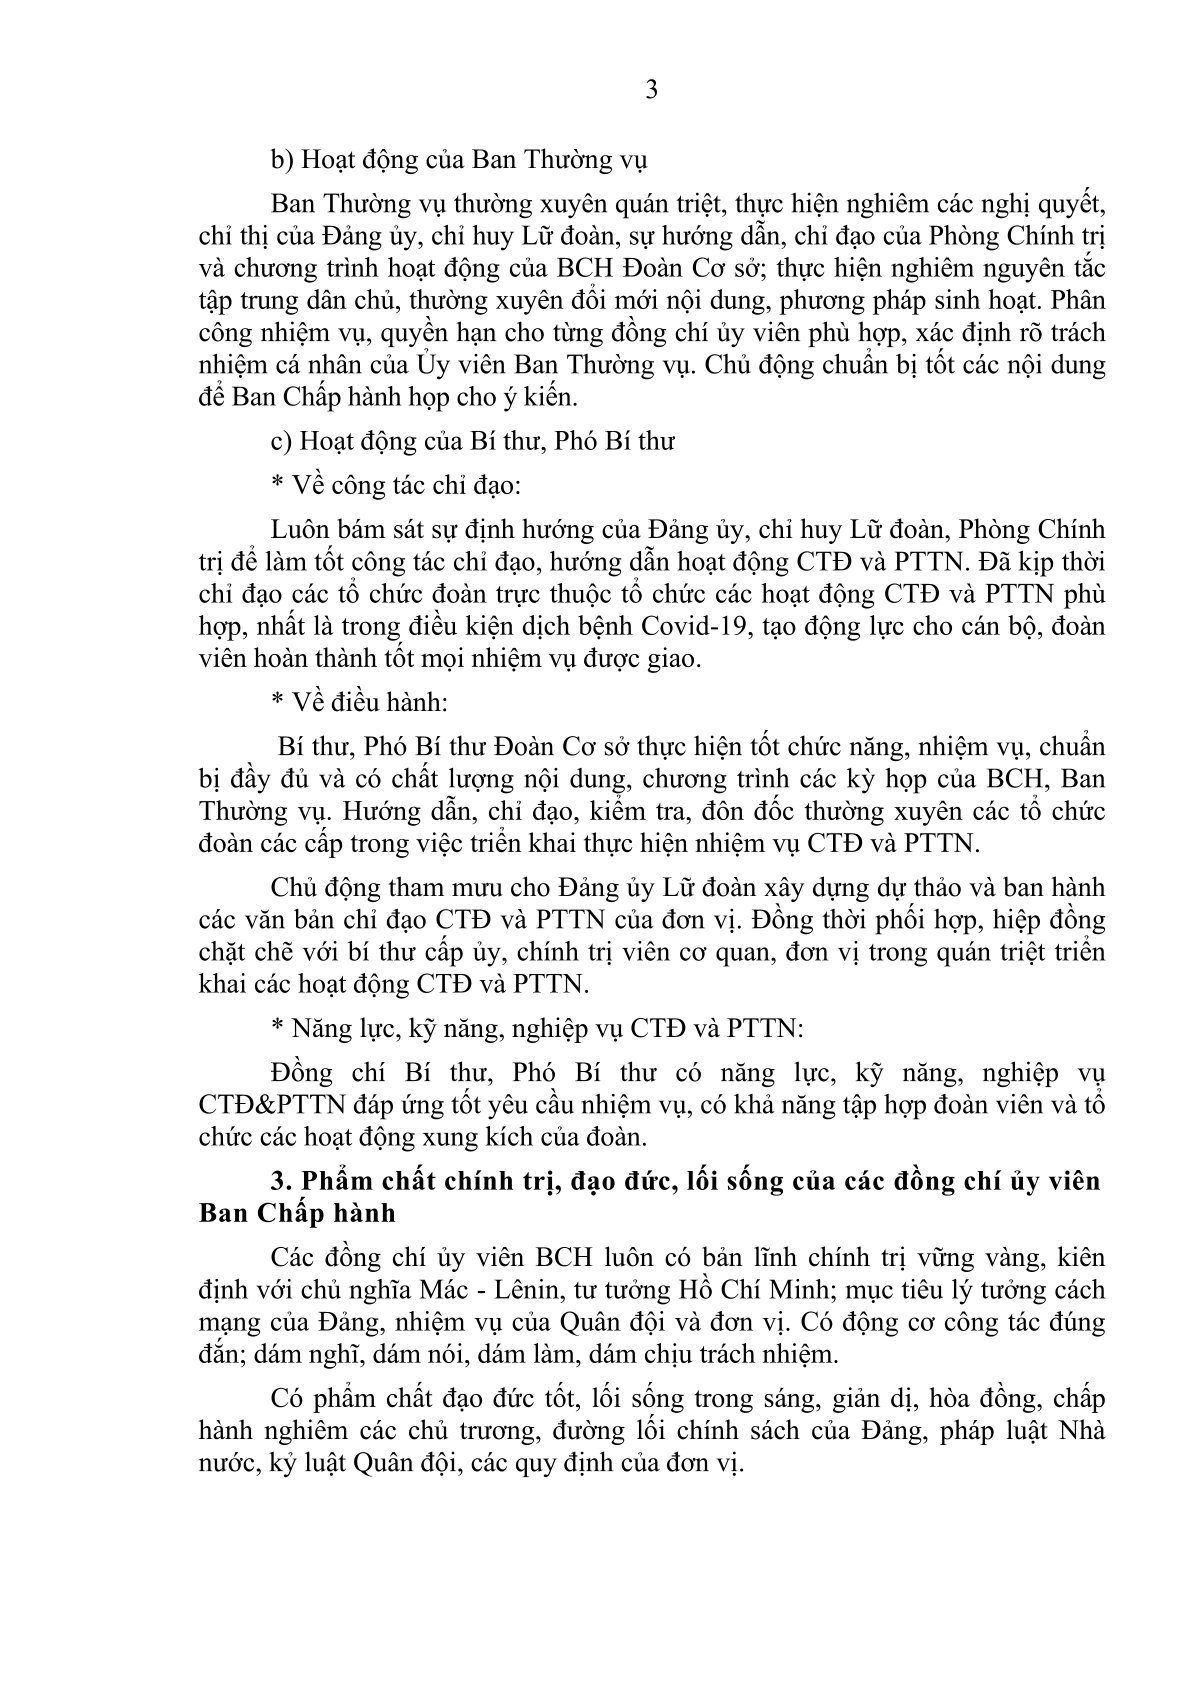 3
b) Hoạt động của Ban Thường vụ
Ban Thường vụ thường xuyên quán triệt, thực hiện nghiêm các nghị quyết,
chỉ thị của Đảng ủy, chỉ huy Lữ đoàn, sự hướng dẫn, chỉ đạo của Phòng Chính trị
và chương trình hoạt động của BCH Đoàn Cơ sở; thực hiện nghiêm nguyên tắc
tập trung dân chủ, thường xuyên đổi mới nội dung, phương pháp sinh hoạt. Phân
công nhiệm vụ, quyền hạn cho từng đồng chí ủy viên phù hợp, xác định rõ trách
nhiệm cá nhân của Ủy viên Ban Thường vụ. Chủ động chuẩn bị tốt các nội dung
để Ban Chấp hành họp cho ý kiến.
c) Hoạt động của Bí thư, Phó Bí thư
* Về công tác chỉ đạo:
Luôn bám sát sự định hướng của Đảng ủy, chỉ huy Lữ đoàn, Phòng Chính
trị để làm tốt công tác chỉ đạo, hướng dẫn hoạt động CTĐ và PTTN. Đã kịp thời
chỉ đạo các tổ chức đoàn trực thuộc tổ chức các hoạt động CTĐ và PTTN phù
hợp, nhất là trong điều kiện dịch bệnh Covid-19, tạo động lực cho cán bộ, đoàn
viên hoàn thành tốt mọi nhiệm vụ được giao.
* Về điều hành:
Bí thư, Phó Bí thư Đoàn Cơ sở thực hiện tốt chức năng, nhiệm vụ, chuẩn
bị đầy đủ và có chất lượng nội dung, chương trình các kỳ họp của BCH, Ban
Thường vụ. Hướng dẫn, chỉ đạo, kiểm tra, đôn đốc thường xuyên các tổ chức
đoàn các cấp trong việc triển khai thực hiện nhiệm vụ CTĐ và PTTN.
Chủ động tham mưu cho Đảng ủy Lữ đoàn xây dựng dự thảo và ban hành
các văn bản chỉ đạo CTĐ và PTTN của đơn vị. Đồng thời phối hợp, hiệp đồng
chặt chẽ với bí thư cấp ủy, chính trị viên cơ quan, đơn vị trong quán triệt triển
khai các hoạt động CTĐ và PTTN.
* Năng lực, kỹ năng, nghiệp vụ CTĐ và PTTN:
Đồng chí Bí thư, Phó Bí thư có năng lực, kỹ năng, nghiệp vụ
CTĐ&PTTN đáp ứng tốt yêu cầu nhiệm vụ, có khả năng tập hợp đoàn viên và tổ
chức các hoạt động xung kích của đoàn.
3. Phẩm chất chính trị, đạo đức, lối sống của các đồng chí ủy viên
Ban Chấp hành
Các đồng chí ủy viên BCH luôn có bản lĩnh chính trị vững vàng, kiên
định với chủ nghĩa Mác - Lênin, tư tưởng Hồ Chí Minh; mục tiêu lý tưởng cách
mạng của Đảng, nhiệm vụ của Quân đội và đơn vị. Có động cơ công tác đúng
đắn; dám nghĩ, dám nói, dám làm, dám chịu trách nhiệm.
Có phẩm chất đạo đức tốt, lối sống trong sáng, giản dị, hòa đồng, chấp
hành nghiêm các chủ trương, đường lối chính sách của Đảng, pháp luật Nhà
nước, kỷ luật Quân đội, các quy định của đơn vị.